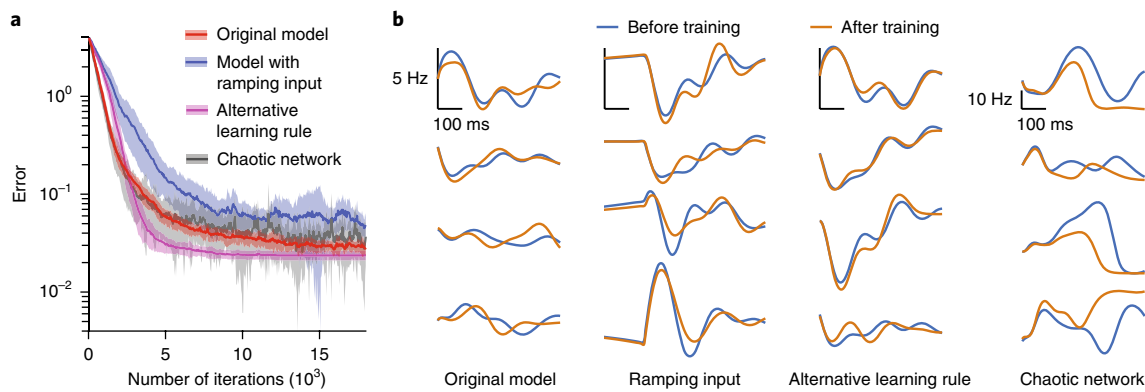 a
Original model
Model with
ramping input
Alternative
learning rule
Chaotic network
10⁰
10⁻¹
10⁻²
Error
0
5
10
15
Number of iterations (10³)
b
Before training
After training
5 Hz
100 ms
10 Hz
100 ms
Original model
Ramping input
Alternative learning rule
Chaotic network